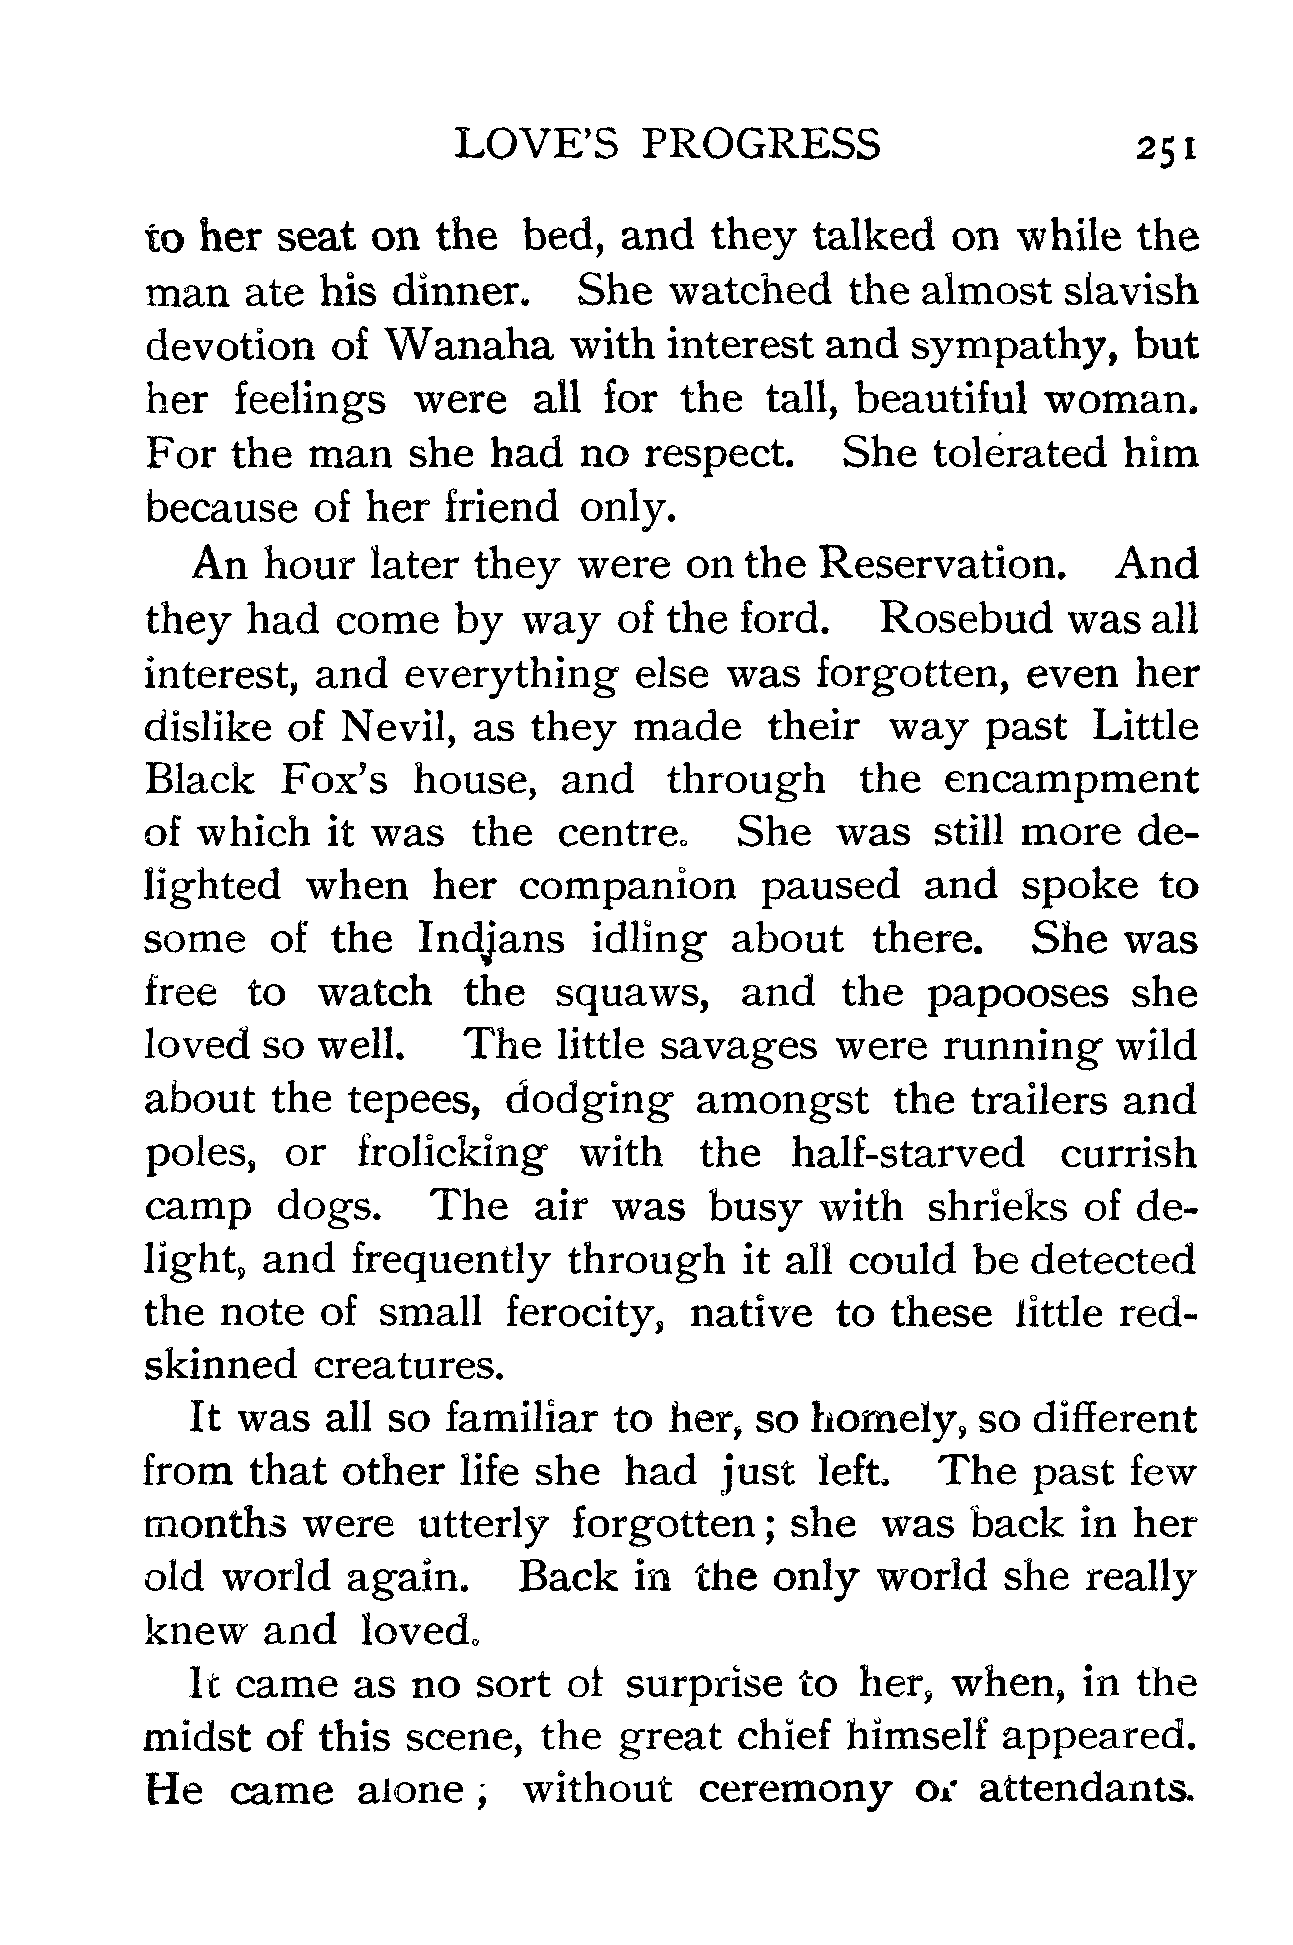 LOVE'S PROGRESS 251
to her seat on the bed, and they talked on while the
man ate his dinner. She watched the almost slavish
devotion of Wanaha with interest and sympathy, but
her feelings were all for the tall, beautiful woman.
For the man she had no respect. She tolerated him
because of her friend only.
An hour later they were on the Reservation. And
they had come by way of the ford. Rosebud was all
interest, and everything else was forgotten, even her
dislike of Nevil, as they made their way past Little
Black Fox's house, and through the encampment
of which it was the centre. She was still more de-
lighted when her companion paused and spoke to
some of the Indians idling about there. She was
free to watch the squaws, and the papooses she
loved so well. The little savages were running wild
about the tepees, dodging amongst the trailers and
poles, or frolicking with the half-starved currish
camp dogs. The air was busy with shrieks of de-
light, and frequently through it all could be detected
the note of small ferocity, native to these little red-
skinned creatures.
It was all so familiar to her, so homely, so different
from that other life she had just left. The past few
months were utterly forgotten; she was back in her
old world again. Back in the only world she really
knew and loved.
It came as no sort of surprise to her, when, in the
midst of this scene, the great chief himself appeared.
He came alone; without ceremony or attendants.